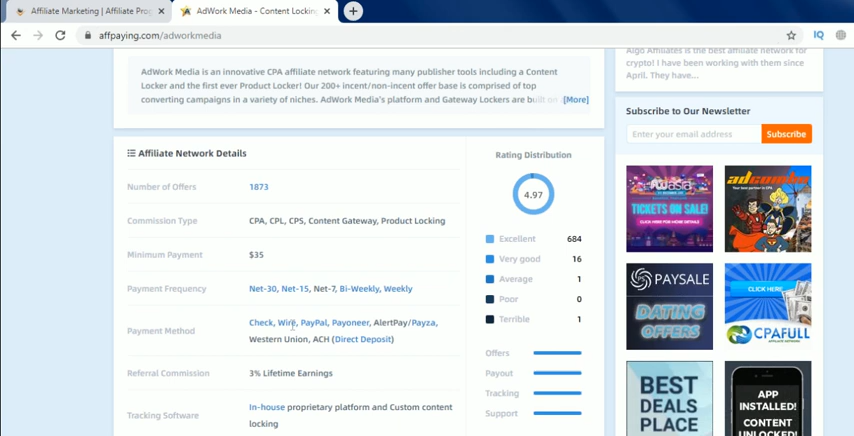 Affiliate Marketing | Affiliate Prog
AdWork Media - Content Locking
affpaying.com/adworkmedia
IQ
AdWork Media is an innovative CPA affiliate network featuring many publisher tools including a Content
Locker and the first ever Product Locker! Our 200+ incent/non-incent offer base is comprised of top
converting campaigns in a variety of niches. AdWork Media's platform and Gateway Lockers are built on [More]
Algo Affiliates is the best affiliate network for
crypto! I have been working with them since
April. They have...
Subscribe to Our Newsletter
Enter your email address
Subscribe
Affiliate Network Details
Number of Offers 1873
Commission Type CPA, CPL, CPS, Content Gateway, Product Locking
Minimum Payment $35
Payment Frequency Net-30, Net-15, Net-7, Bi-Weekly, Weekly
Payment Method Check, Wire, PayPal, Payoneer, AlertPay/Payza,
Western Union, ACH (Direct Deposit)
Referral Commission 3% Lifetime Earnings
Tracking Software In-house proprietary platform and Custom content
locking
Rating Distribution
4.97
Excellent 684
Very good 16
Average 1
Poor 0
Terrible 1
Offers
Payout
Tracking
Support
TICKETS ON SALE!
adcombo
PS PAYSALE
DATING
OFFERS
CLICK HERE
CPAFULL
BEST
DEALS
PLACE
APP
INSTALLED!
CONTENT
UNLOCKED!